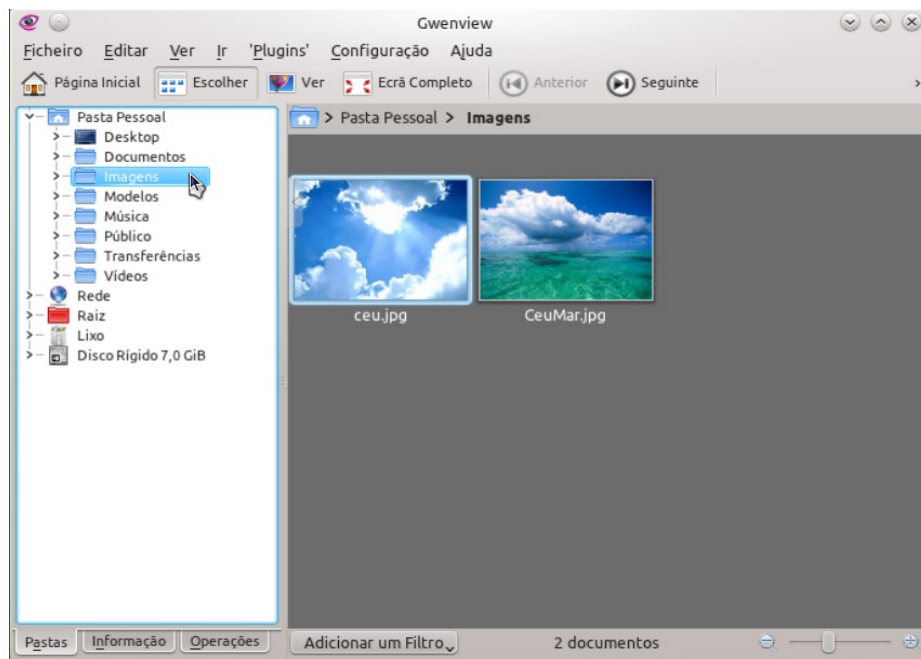 Gwenview
Ficheiro Editar Ver Ir 'Plugins' Configuração Ajuda
Página Inicial Escolher Ver Ecrã Completo Anterior Seguinte
Pasta Pessoal
Desktop
Documentos
Imagens
Modelos
Música
Público
Transferências
Vídeos
Rede
Raiz
Lixo
Disco Rígido 7,0 GiB
> Pasta Pessoal > Imagens
ceu.jpg CeuMar.jpg
Pastas Informação Operações Adicionar um Filtro 2 documentos